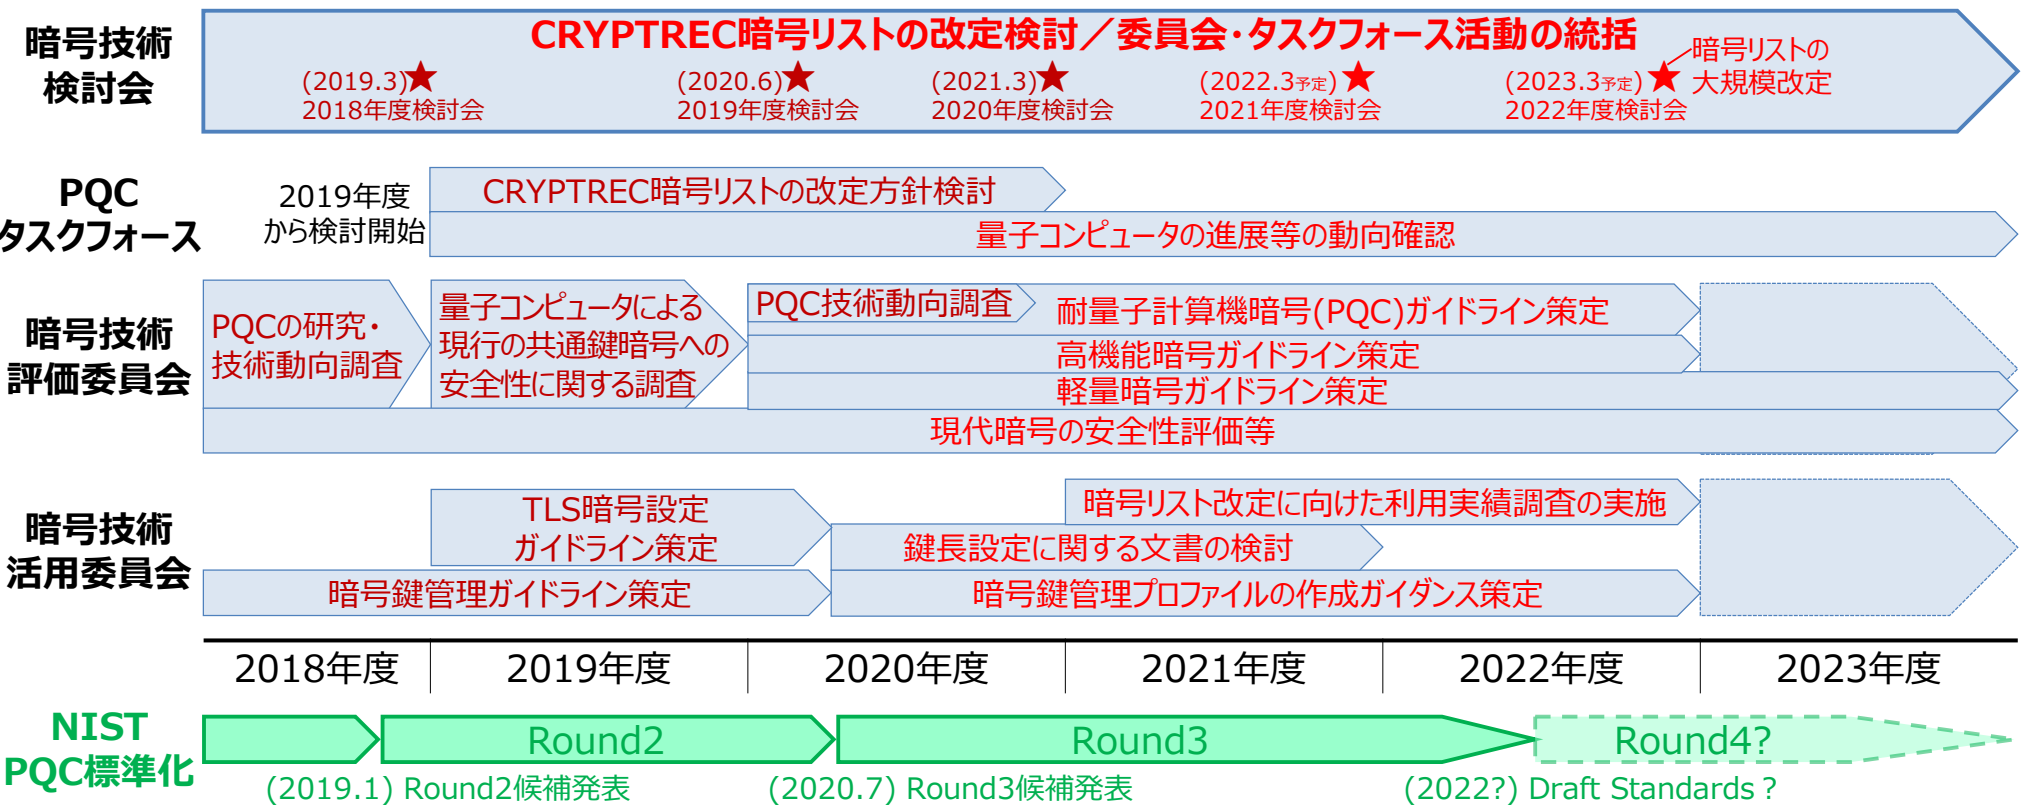 暗号技術
検討会
CRYPTREC暗号リストの改定検討／委員会・タスクフォース活動の統括
(2019.3)★
2018年度検討会
(2020.6)★
2019年度検討会
(2021.3)★
2020年度検討会
(2022.3予定)★
2021年度検討会
(2023.3予定)★
2022年度検討会
暗号リストの
大規模改定
PQC
タスクフォース
2019年度
から検討開始
CRYPTREC暗号リストの改定方針検討
量子コンピュータの進展等の動向確認
暗号技術
評価委員会
PQCの研究・
技術動向調査
量子コンピュータによる
現行の共通鍵暗号への
安全性に関する調査
PQC技術動向調査
耐量子計算機暗号(PQC)ガイドライン策定
高機能暗号ガイドライン策定
軽量暗号ガイドライン策定
現代暗号の安全性評価等
暗号技術
活用委員会
TLS暗号設定
ガイドライン策定
暗号リスト改定に向けた利用実績調査の実施
鍵長設定に関する文書の検討
暗号鍵管理ガイドライン策定
暗号鍵管理プロファイルの作成ガイダンス策定
2018年度
2019年度
2020年度
2021年度
2022年度
2023年度
NIST
PQC標準化
Round2
Round3
Round4?
(2019.1) Round2候補発表
(2020.7) Round3候補発表
(2022?) Draft Standards ?